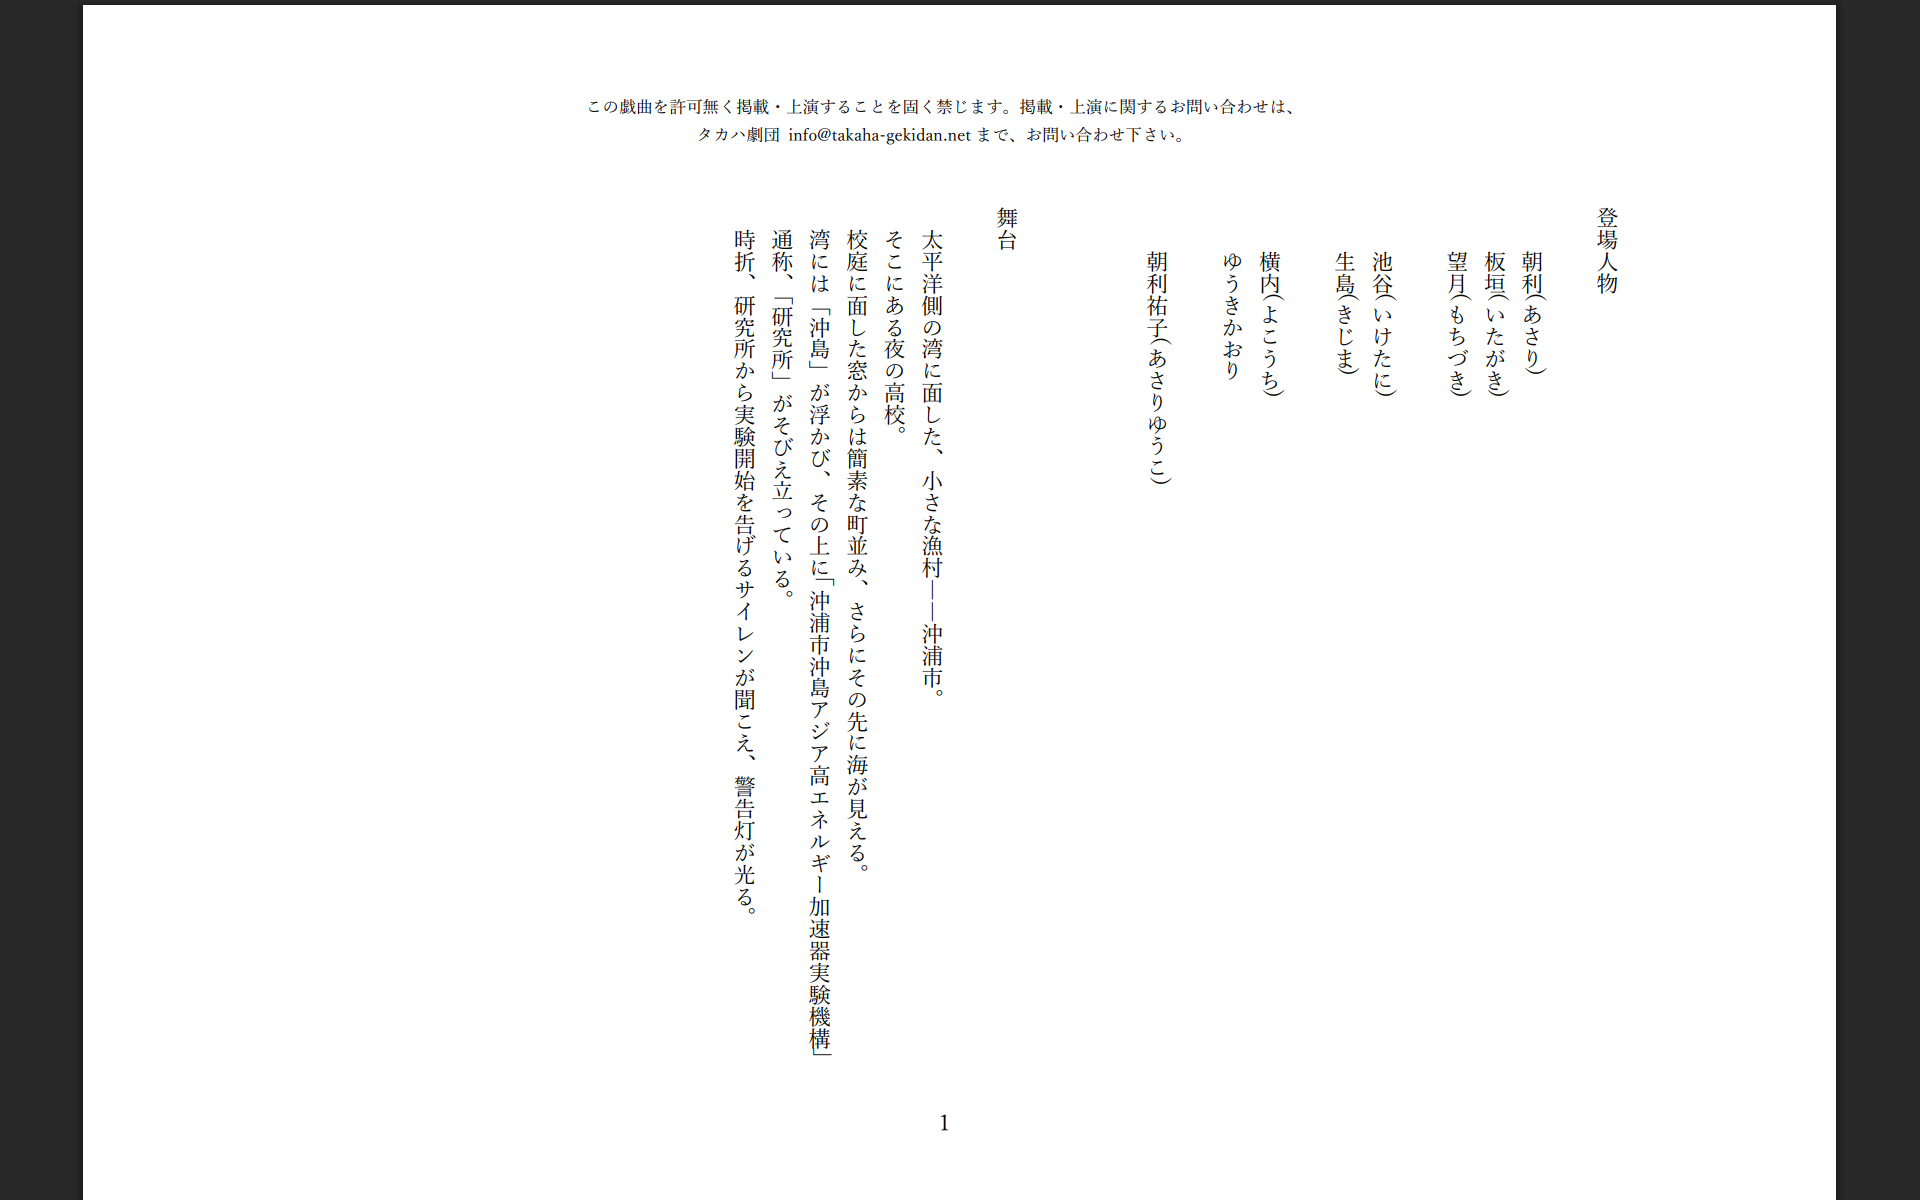 この戯曲を許可無く掲載・上演することを固く禁じます。掲載・上演に関するお問い合わせは、
タカハ劇団 info@takaha-gekidan.net まで、お問い合わせ下さい。
登場人物
朝利(あさり)
板垣(いたがき)
望月(もちづき)
池谷(いけたに)
生島(きじま)
横内(よこうち)
ゆうきかおり
朝利祐子(あさりゆうこ)
舞台
太平洋側の湾に面した、小さな漁村――沖浦市。
そこにある夜の高校。
校庭に面した窓からは簡素な町並み、さらにその先に海が見える。
湾には「沖島」が浮かび、その上に「沖浦市沖島アジア高エネルギー加速器実験機構」
通称、「研究所」がそびえ立っている。
時折、研究所から実験開始を告げるサイレンが聞こえ、警告灯が光る。
1